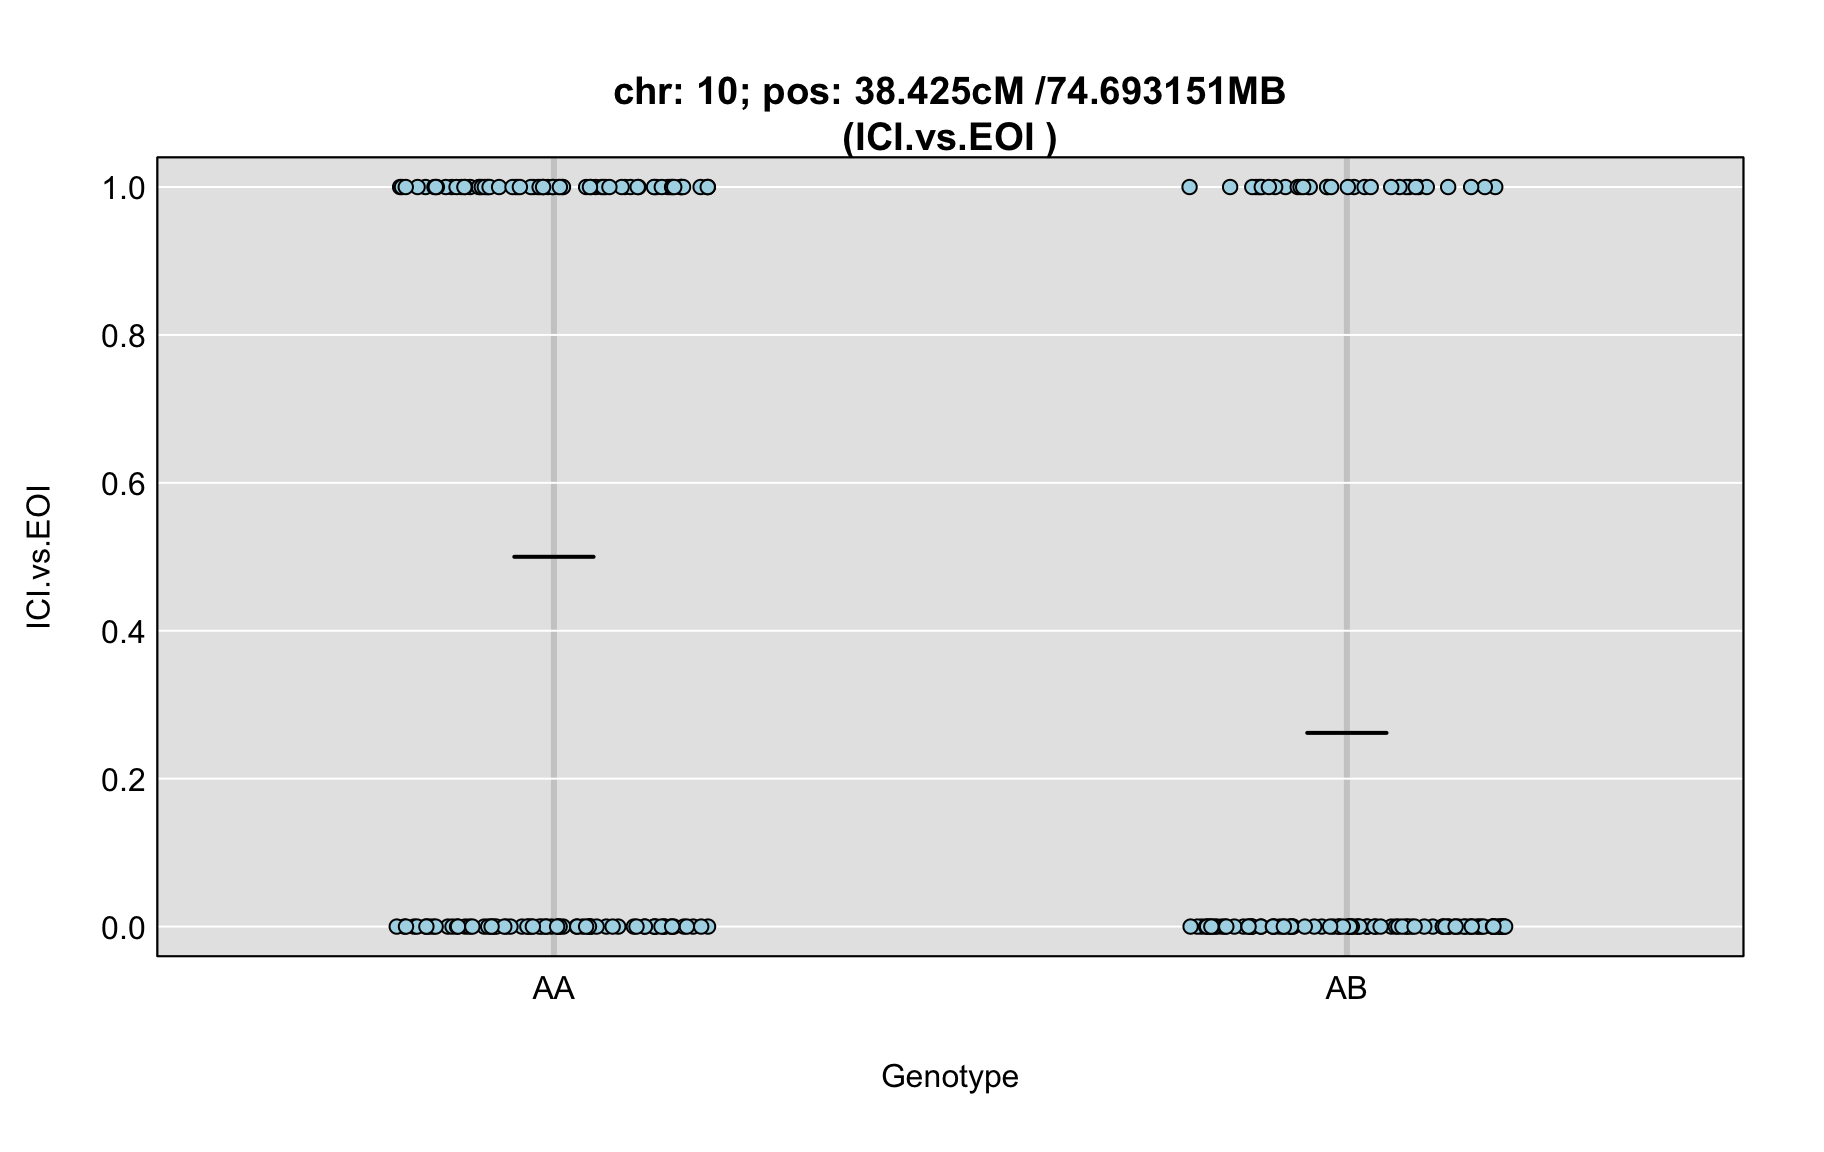 chr: 10; pos: 38.425cM /74.693151MB
(ICI.vs.EOI )
ICI.vs.EOI
1.0
0.8
0.6
0.4
0.2
0.0
AA AB
Genotype